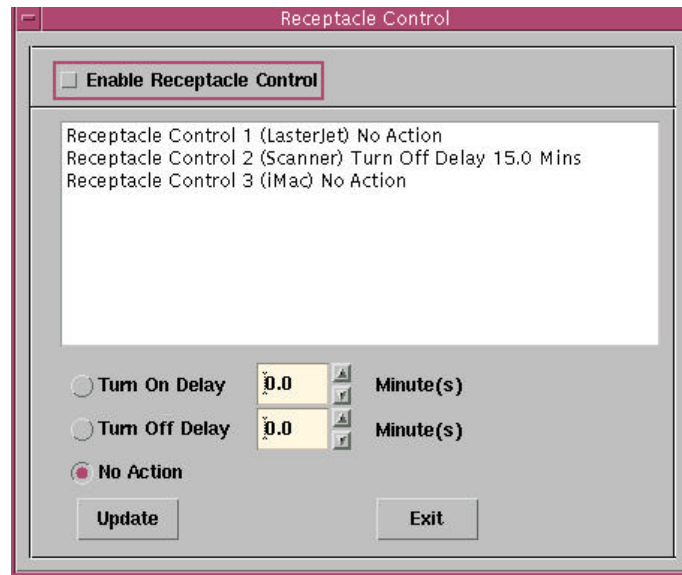 Receptacle Control
Enable Receptacle Control
Receptacle Control 1 (LasterJet) No Action
Receptacle Control 2 (Scanner) Turn Off Delay 15.0 Mins
Receptacle Control 3 (iMac) No Action
Turn On Delay 0.0 Minute(s)
Turn Off Delay 0.0 Minute(s)
No Action
Update Exit